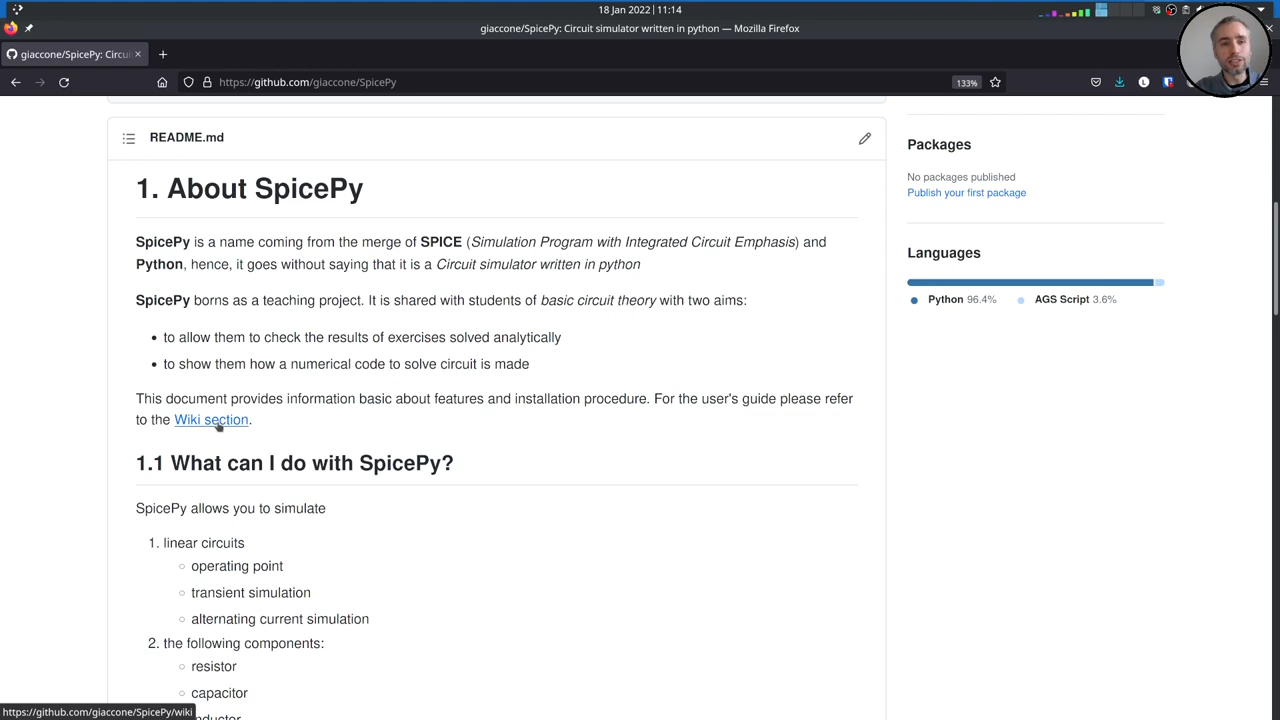 18 Jan 2022 | 11:14
giaccone/SpicePy: Circuit simulator written in python — Mozilla Firefox
giaccone/SpicePy: Circui
https://github.com/giaccone/SpicePy
133%
README.md
1. About SpicePy
SpicePy is a name coming from the merge of SPICE (Simulation Program with Integrated Circuit Emphasis) and
Python, hence, it goes without saying that it is a Circuit simulator written in python
SpicePy borns as a teaching project. It is shared with students of basic circuit theory with two aims:
• to allow them to check the results of exercises solved analytically
• to show them how a numerical code to solve circuit is made
This document provides information basic about features and installation procedure. For the user's guide please refer
to the Wiki section.
1.1 What can I do with SpicePy?
SpicePy allows you to simulate
1. linear circuits
○ operating point
○ transient simulation
○ alternating current simulation
2. the following components:
○ resistor
○ capacitor
nductor
Packages
No packages published
Publish your first package
Languages
Python 96.4%
AGS Script 3.6%
https://github.com/giaccone/SpicePy/wiki